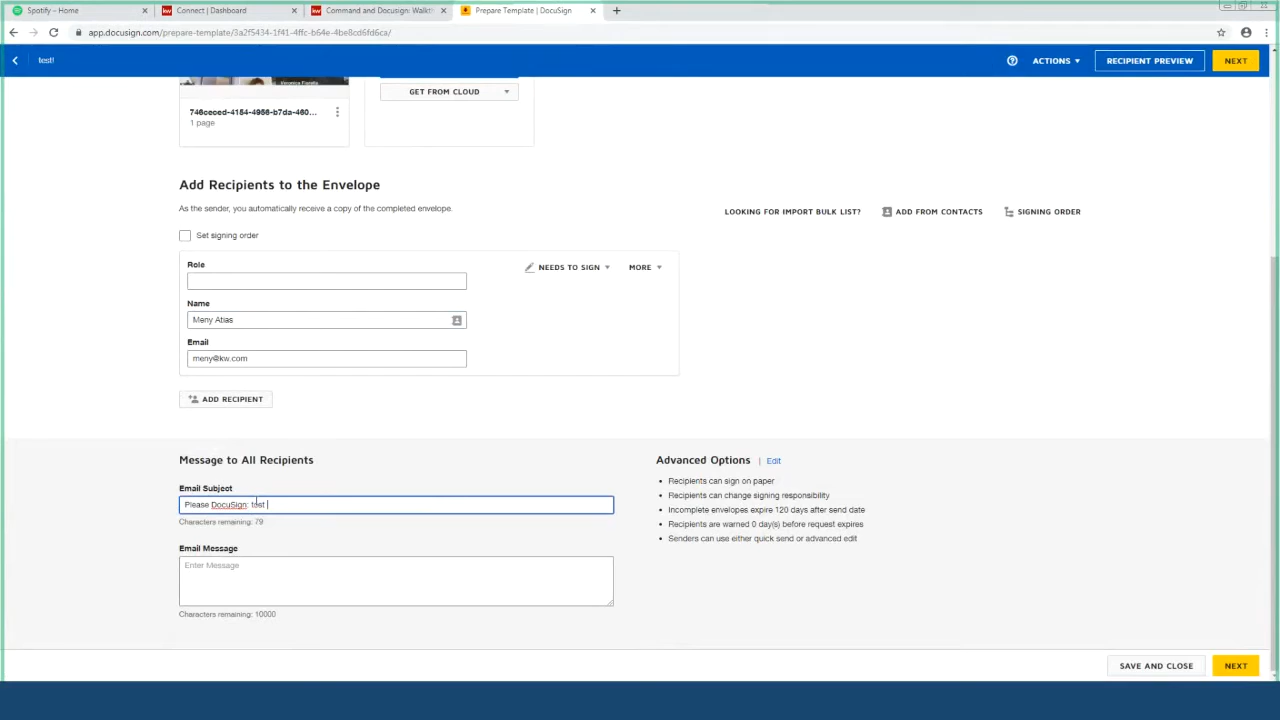 Spotify - Home
Connect | Dashboard
Command and Docusign: Walkth
Prepare Template | DocuSign
app.docusign.com/prepare-template/3a2f5434-1f41-4ffc-b64e-4be8cd6fd6ca/
test!
ACTIONS
RECIPIENT PREVIEW
NEXT
GET FROM CLOUD
746ceced-4154-4956-b7da-460...
1 page
Add Recipients to the Envelope
As the sender, you automatically receive a copy of the completed envelope.
LOOKING FOR IMPORT BULK LIST?
ADD FROM CONTACTS
SIGNING ORDER
Set signing order
Role
NEEDS TO SIGN
MORE
Name
Meny Atias
Email
meny@kw.com
ADD RECIPIENT
Message to All Recipients
Advanced Options | Edit
Email Subject
Please DocuSign: test
Characters remaining: 79
Recipients can sign on paper
Recipients can change signing responsibility
Incomplete envelopes expire 120 days after send date
Recipients are warned 0 day(s) before request expires
Senders can use either quick send or advanced edit
Email Message
Enter Message
Characters remaining: 10000
SAVE AND CLOSE
NEXT